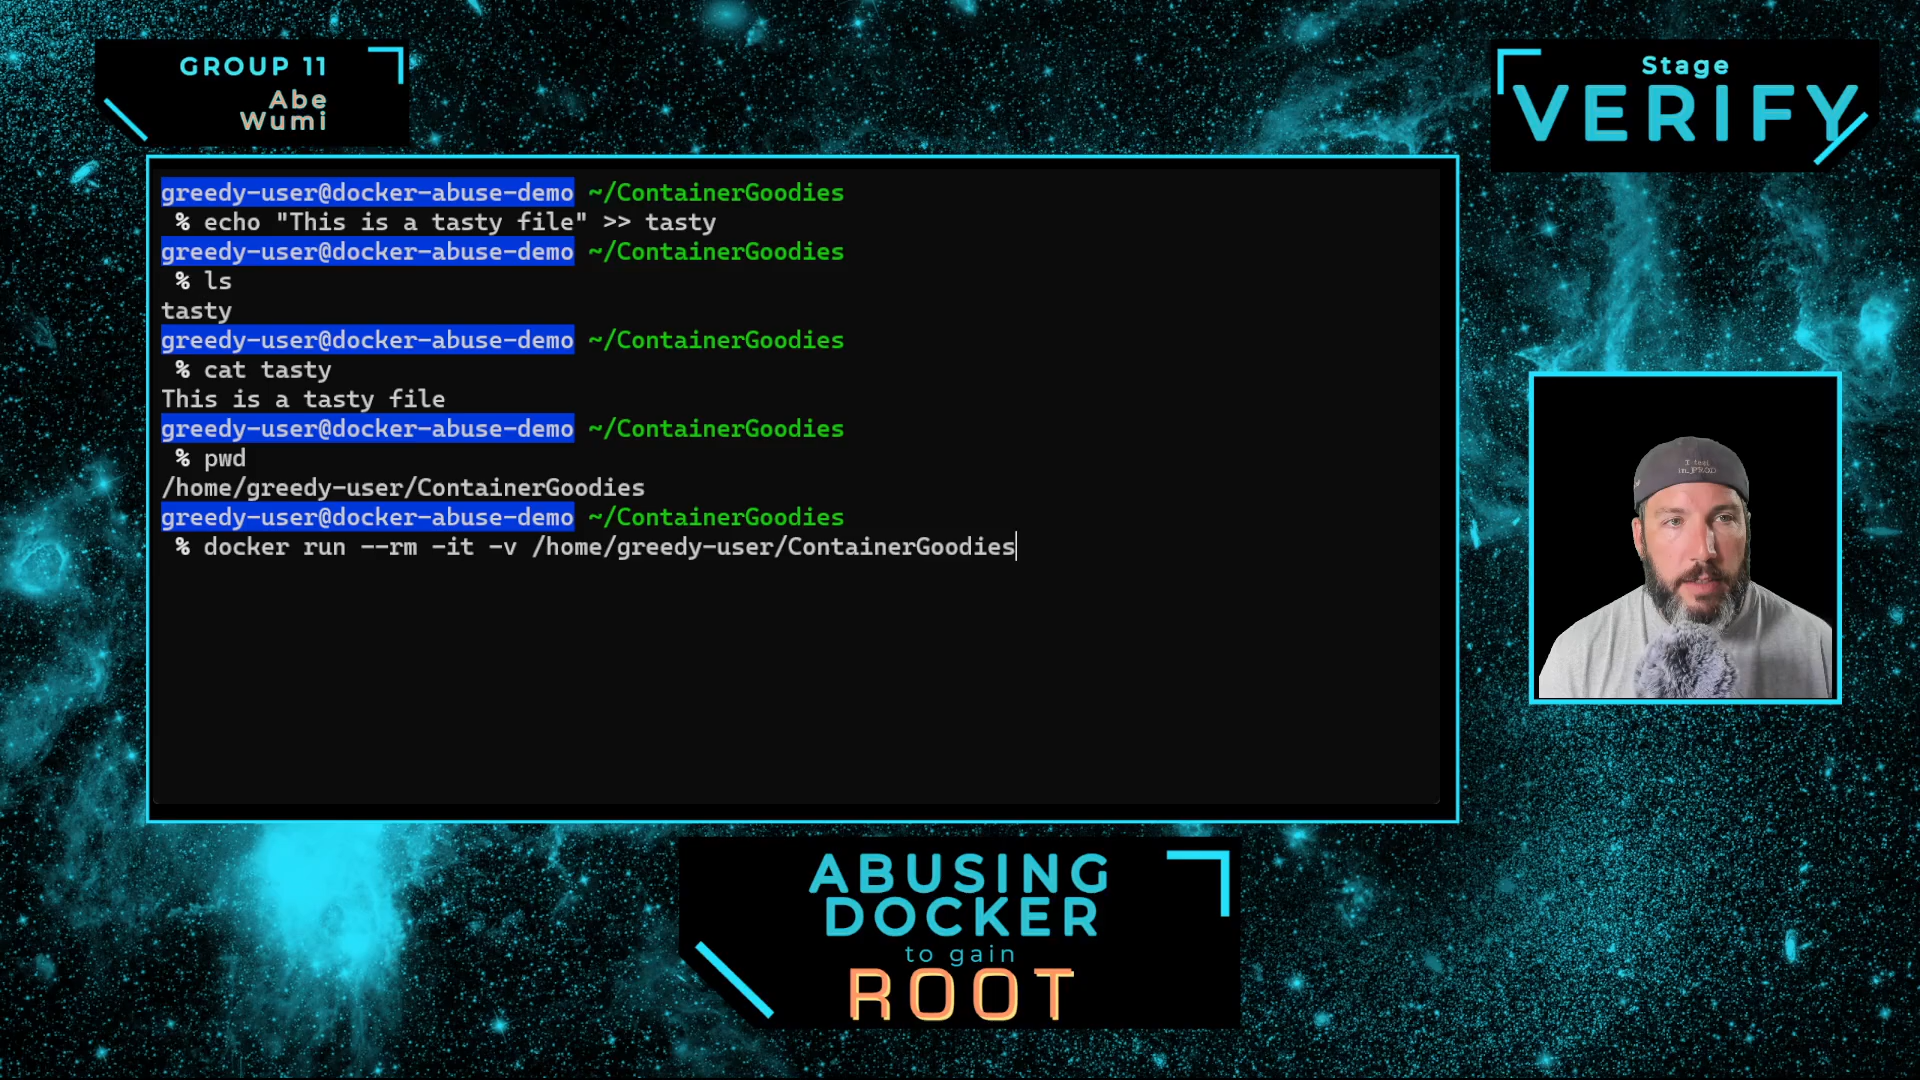 GROUP 11
Abe
Wumi
Stage
VERIFY
greedy-user@docker-abuse-demo ~/ContainerGoodies
% echo "This is a tasty file" >> tasty
greedy-user@docker-abuse-demo ~/ContainerGoodies
% ls
tasty
greedy-user@docker-abuse-demo ~/ContainerGoodies
% cat tasty
This is a tasty file
greedy-user@docker-abuse-demo ~/ContainerGoodies
% pwd
/home/greedy-user/ContainerGoodies
greedy-user@docker-abuse-demo ~/ContainerGoodies
% docker run --rm -it -v /home/greedy-user/ContainerGoodies
I test
in_PROD
ABUSING
DOCKER
to gain
ROOT